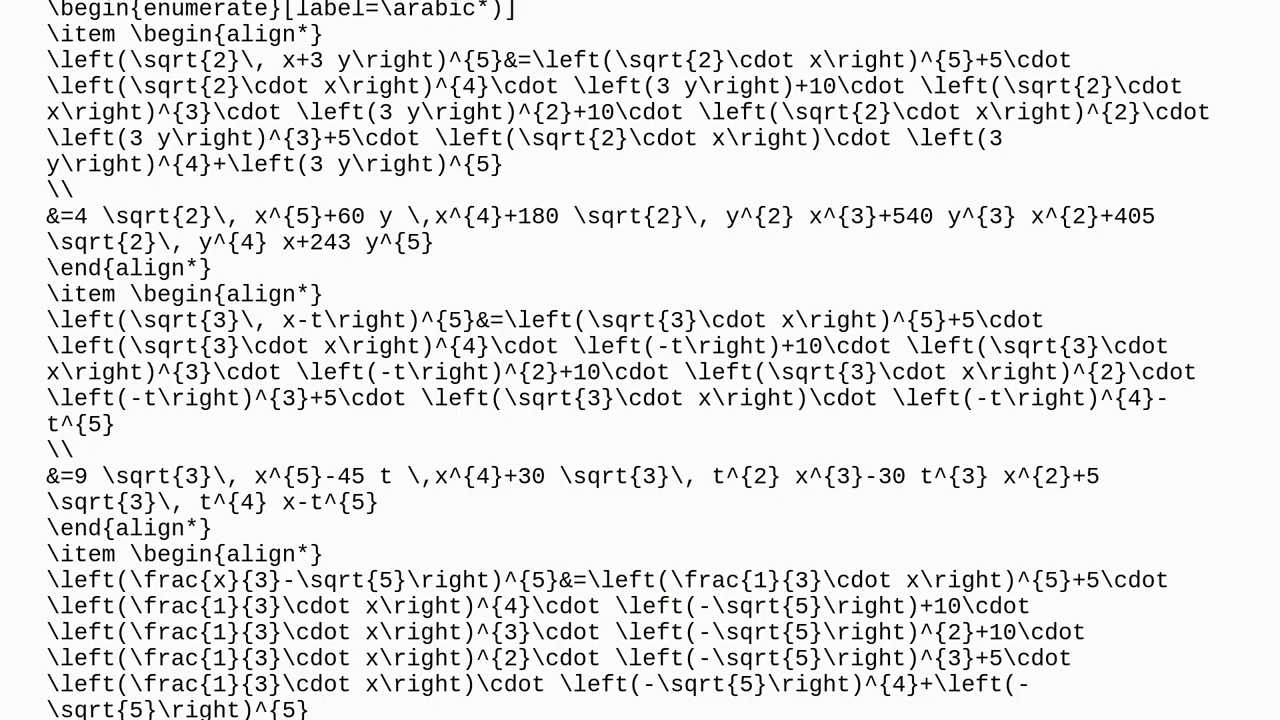 \begin{enumerate}[label=\arabic*)]
\item \begin{align*}
\left(\sqrt{2}\, x+3 y\right)^{5}&=\left(\sqrt{2}\cdot x\right)^{5}+5\cdot
\left(\sqrt{2}\cdot x\right)^{4}\cdot \left(3 y\right)+10\cdot \left(\sqrt{2}\cdot
x\right)^{3}\cdot \left(3 y\right)^{2}+10\cdot \left(\sqrt{2}\cdot x\right)^{2}\cdot
\left(3 y\right)^{3}+5\cdot \left(\sqrt{2}\cdot x\right)\cdot \left(3
y\right)^{4}+\left(3 y\right)^{5}
\\
&=4 \sqrt{2}\, x^{5}+60 y \,x^{4}+180 \sqrt{2}\, y^{2} x^{3}+540 y^{3} x^{2}+405
\sqrt{2}\, y^{4} x+243 y^{5}
\end{align*}
\item \begin{align*}
\left(\sqrt{3}\, x-t\right)^{5}&=\left(\sqrt{3}\cdot x\right)^{5}+5\cdot
\left(\sqrt{3}\cdot x\right)^{4}\cdot \left(-t\right)+10\cdot \left(\sqrt{3}\cdot
x\right)^{3}\cdot \left(-t\right)^{2}+10\cdot \left(\sqrt{3}\cdot x\right)^{2}\cdot
\left(-t\right)^{3}+5\cdot \left(\sqrt{3}\cdot x\right)\cdot \left(-t\right)^{4}-
t^{5}
\\
&=9 \sqrt{3}\, x^{5}-45 t \,x^{4}+30 \sqrt{3}\, t^{2} x^{3}-30 t^{3} x^{2}+5
\sqrt{3}\, t^{4} x-t^{5}
\end{align*}
\item \begin{align*}
\left(\frac{x}{3}-\sqrt{5}\right)^{5}&=\left(\frac{1}{3}\cdot x\right)^{5}+5\cdot
\left(\frac{1}{3}\cdot x\right)^{4}\cdot \left(-\sqrt{5}\right)+10\cdot
\left(\frac{1}{3}\cdot x\right)^{3}\cdot \left(-\sqrt{5}\right)^{2}+10\cdot
\left(\frac{1}{3}\cdot x\right)^{2}\cdot \left(-\sqrt{5}\right)^{3}+5\cdot
\left(\frac{1}{3}\cdot x\right)\cdot \left(-\sqrt{5}\right)^{4}+\left(-
\sqrt{5}\right)^{5}